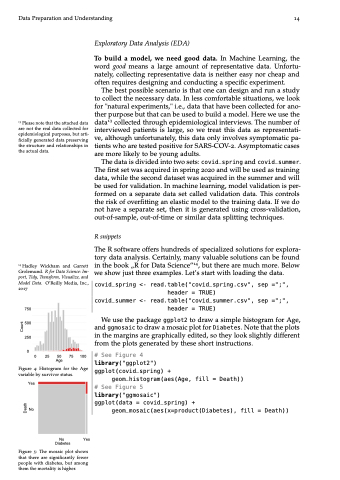 Data Preparation and Understanding 14
Exploratory Data Analysis (EDA)
To build a model, we need good data. In Machine Learning, the
word good means a large amount of representative data. Unfortu-
nately, collecting representative data is neither easy nor cheap and
often requires designing and conducting a specific experiment.
The best possible scenario is that one can design and run a study
to collect the necessary data. In less comfortable situations, we look
for "natural experiments," i.e., data that have been collected for ano-
ther purpose but that can be used to build a model. Here we use the
data¹³ collected through epidemiological interviews. The number of
interviewed patients is large, so we treat this data as representati-
ve, although unfortunately, this data only involves symptomatic pa-
tients who are tested positive for SARS-COV-2. Asymptomatic cases
are more likely to be young adults.
¹³ Please note that the attached data
are not the real data collected for
epidemiological purposes, but arti-
ficially generated data preserving
the structure and relationships in
the actual data.
The data is divided into two sets: covid_spring and covid_summer.
The first set was acquired in spring 2020 and will be used as training
data, while the second dataset was acquired in the summer and will
be used for validation. In machine learning, model validation is per-
formed on a separate data set called validation data. This controls
the risk of overfitting an elastic model to the training data. If we do
not have a separate set, then it is generated using cross-validation,
out-of-sample, out-of-time or similar data splitting techniques.
R snippets
The R software offers hundreds of specialized solutions for explora-
tory data analysis. Certainly, many valuable solutions can be found
in the book „R for Data Science"¹⁴, but there are much more. Below
we show just three examples. Let's start with loading the data.
¹⁴ Hadley Wickham and Garrett
Grolemund. R for Data Science: Im-
port, Tidy, Transform, Visualize, and
Model Data. O'Reilly Media, Inc.,
2017
covid_spring <- read.table("covid_spring.csv", sep =";",
header = TRUE)
covid_summer <- read.table("covid_summer.csv", sep =";",
header = TRUE)
We use the package ggplot2 to draw a simple histogram for Age,
and ggmosaic to draw a mosaic plot for Diabetes. Note that the plots
in the margins are graphically edited, so they look slightly different
from the plots generated by these short instructions.
# See Figure 4
library("ggplot2")
ggplot(covid_spring) +
geom_histogram(aes(Age, fill = Death))
# See Figure 5
library("ggmosaic")
ggplot(data = covid_spring) +
geom_mosaic(aes(x=product(Diabetes), fill = Death))
750
500
250
0
Count
0 25 50 75 100
Age
Figure 4: Histogram for the Age
variable by survivor status.
Yes
No
Death
No Yes
Diabetes
Figure 5: The mosaic plot shows
that there are significantly fewer
people with diabetes, but among
them the mortality is higher.